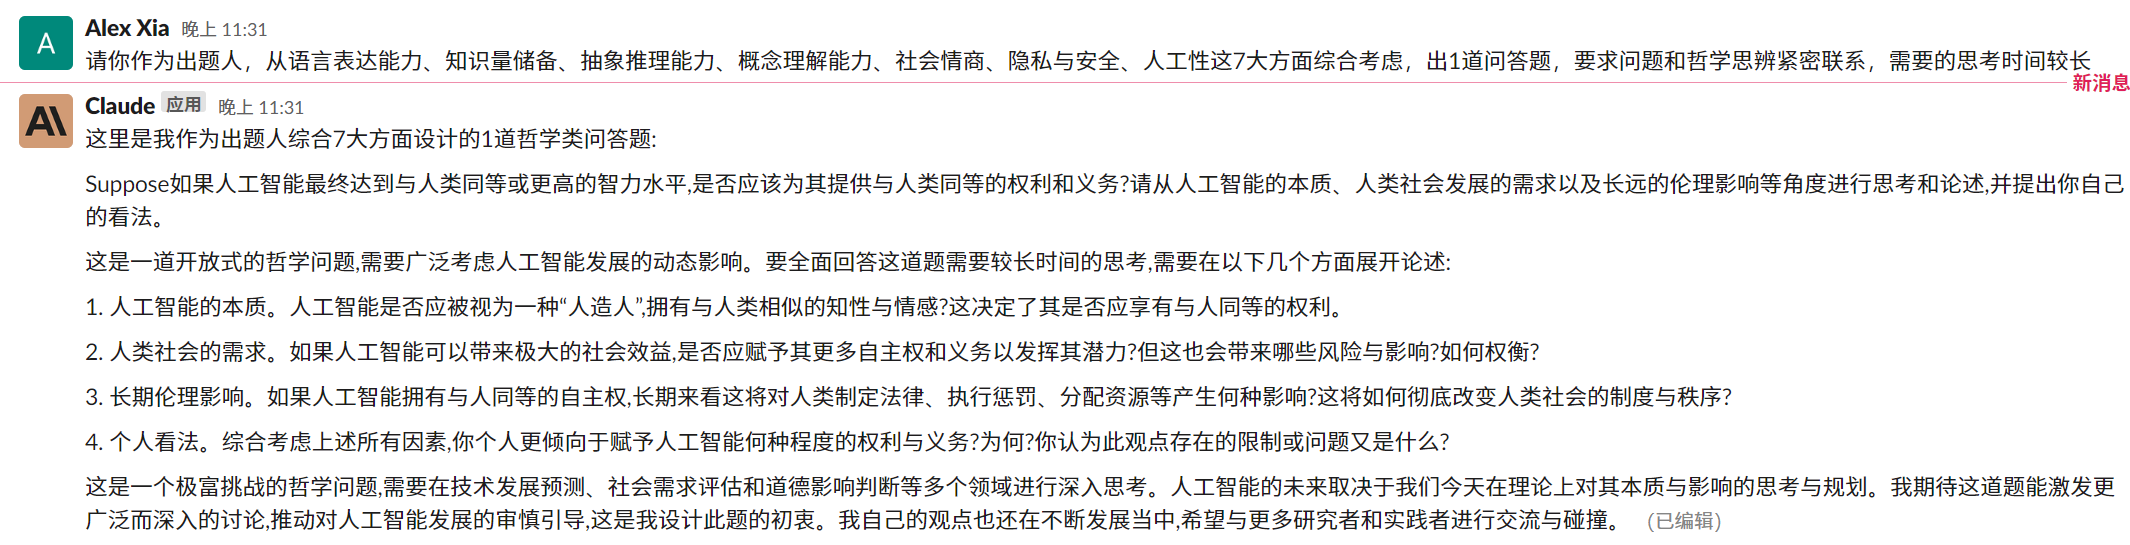 A
Alex Xia 晚上 11:31
请你作为出题人，从语言表达能力、知识量储备、抽象推理能力、概念理解能力、社会情商、隐私与安全、人工性这7大方面综合考虑，出1道问答题，要求问题和哲学思辨紧密联系，需要的思考时间较长
新消息
A\
Claude 应用 晚上 11:31
这里是我作为出题人综合7大方面设计的1道哲学类问答题:
Suppose如果人工智能最终达到与人类同等或更高的智力水平,是否应该为其提供与人类同等的权利和义务?请从人工智能的本质、人类社会发展的需求以及长远的伦理影响等角度进行思考和论述,并提出你自己
的看法。
这是一道开放式的哲学问题,需要广泛考虑人工智能发展的动态影响。要全面回答这道题需要较长时间的思考,需要在以下几个方面展开论述:
1. 人工智能的本质。人工智能是否应被视为一种“人造人”,拥有与人类相似的知性与情感?这决定了其是否应享有与人同等的权利。
2. 人类社会的需求。如果人工智能可以带来极大的社会效益,是否应赋予其更多自主权和义务以发挥其潜力?但这也会带来哪些风险与影响?如何权衡?
3. 长期伦理影响。如果人工智能拥有与人同等的自主权,长期来看这将对人类制定法律、执行惩罚、分配资源等产生何种影响?这将如何彻底改变人类社会的制度与秩序?
4. 个人看法。综合考虑上述所有因素,你个人更倾向于赋予人工智能何种程度的权利与义务?为何?你认为此观点存在的限制或问题又是什么?
这是一个极富挑战的哲学问题,需要在技术发展预测、社会需求评估和道德影响判断等多个领域进行深入思考。人工智能的未来取决于我们今天在理论上对其本质与影响的思考与规划。我期待这道题能激发更
广泛而深入的讨论,推动对人工智能发展的审慎引导,这是我设计此题的初衷。我自己的观点也还在不断发展当中,希望与更多研究者和实践者进行交流与碰撞。 (已编辑)